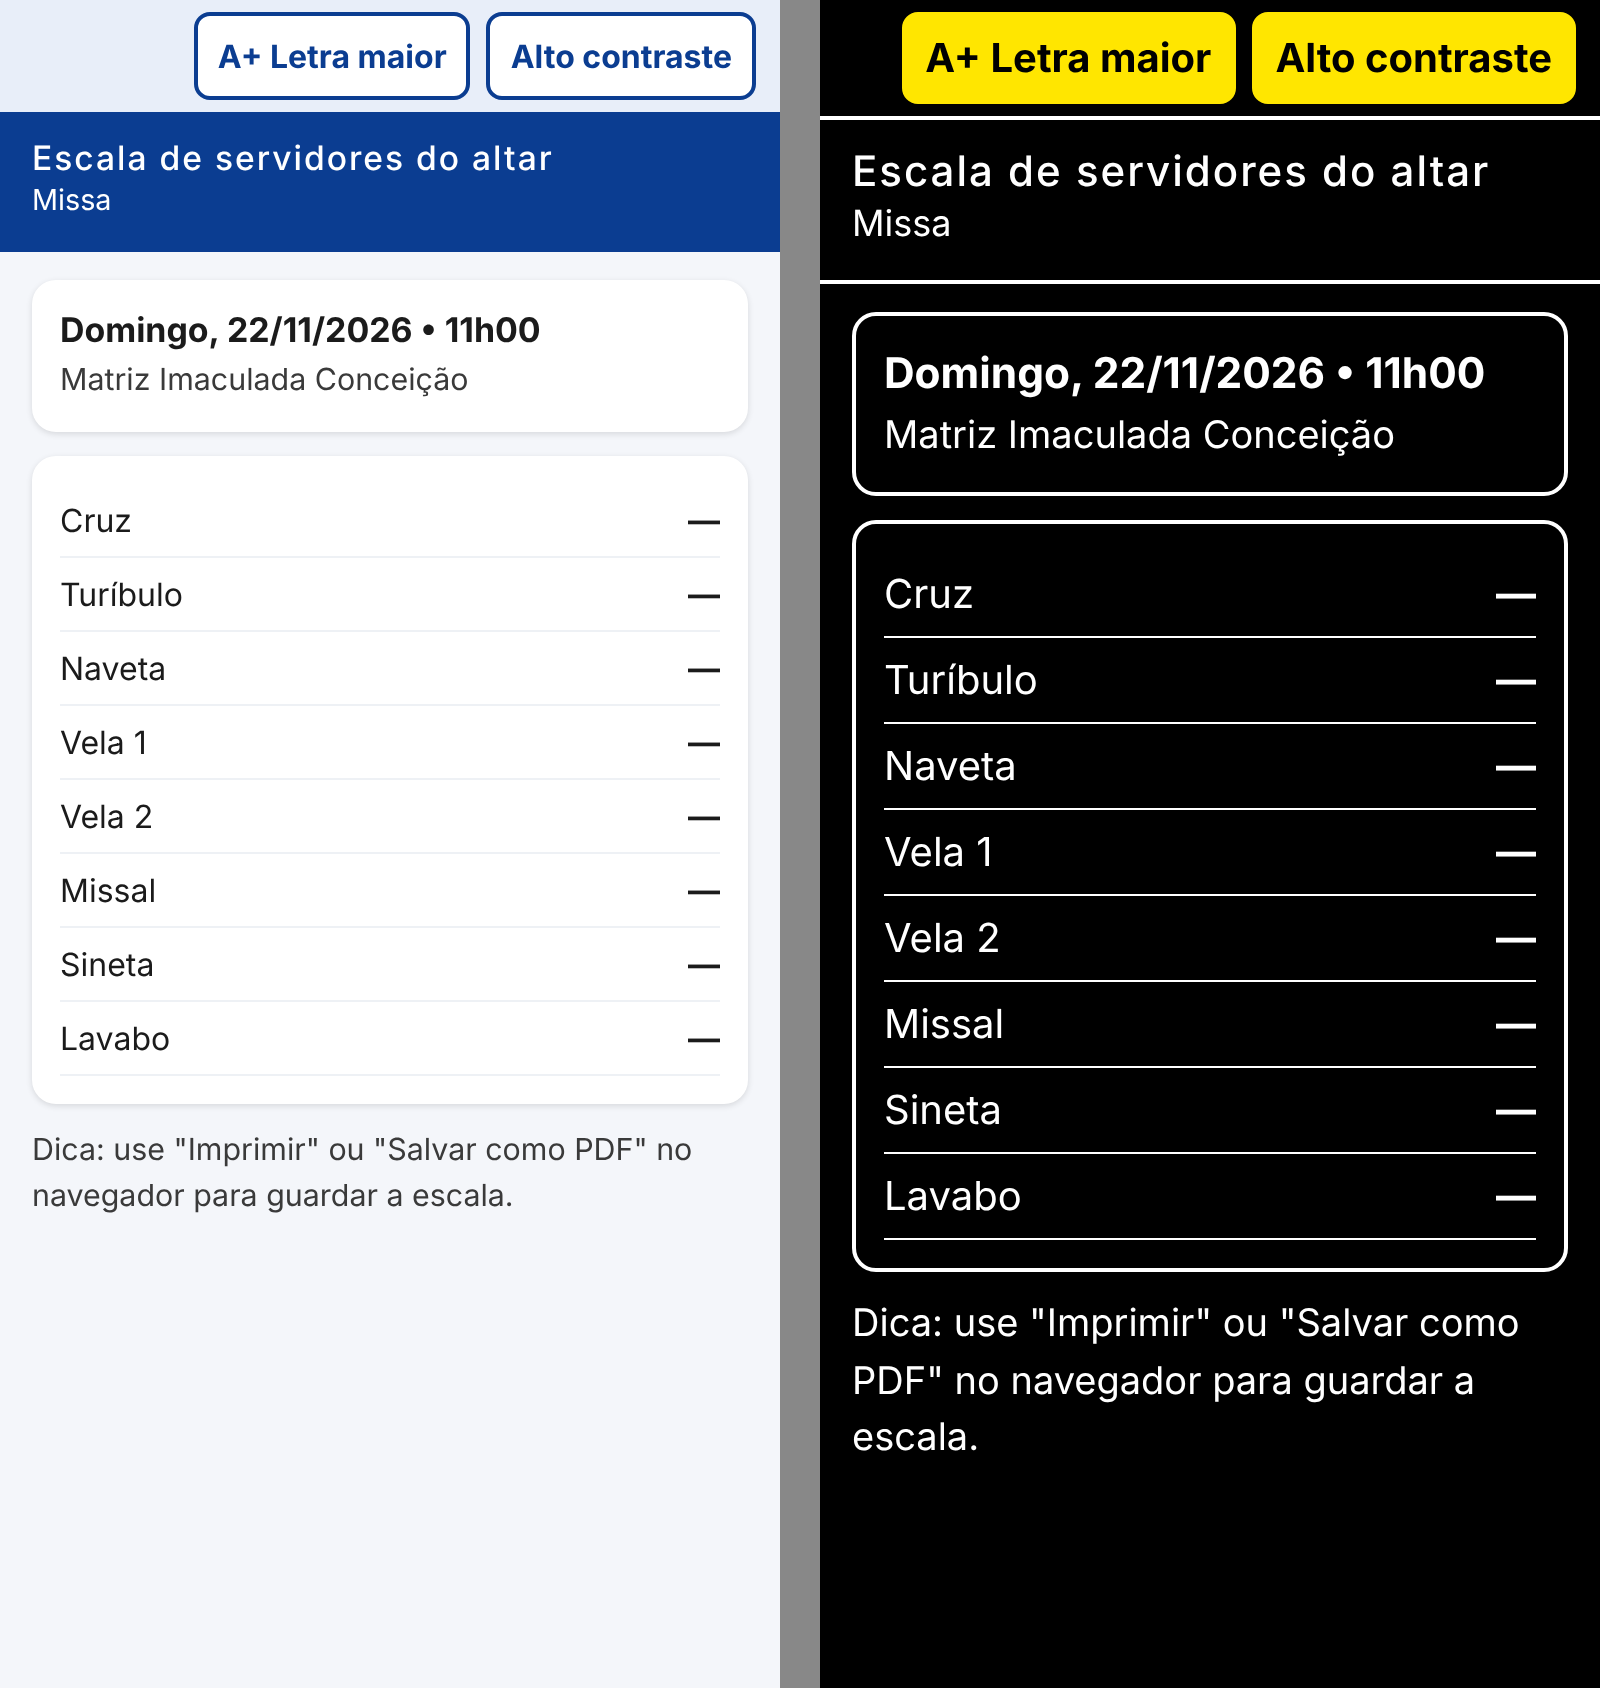 A+ Letra maior
Alto contraste
Escala de servidores do altar
Missa
Domingo, 22/11/2026 • 11h00
Matriz Imaculada Conceição
Cruz —
Turíbulo —
Naveta —
Vela 1 —
Vela 2 —
Missal —
Sineta —
Lavabo —
Dica: use "Imprimir" ou "Salvar como PDF" no
navegador para guardar a escala.
A+ Letra maior
Alto contraste
Escala de servidores do altar
Missa
Domingo, 22/11/2026 • 11h00
Matriz Imaculada Conceição
Cruz —
Turíbulo —
Naveta —
Vela 1 —
Vela 2 —
Missal —
Sineta —
Lavabo —
Dica: use "Imprimir" ou "Salvar como
PDF" no navegador para guardar a
escala.